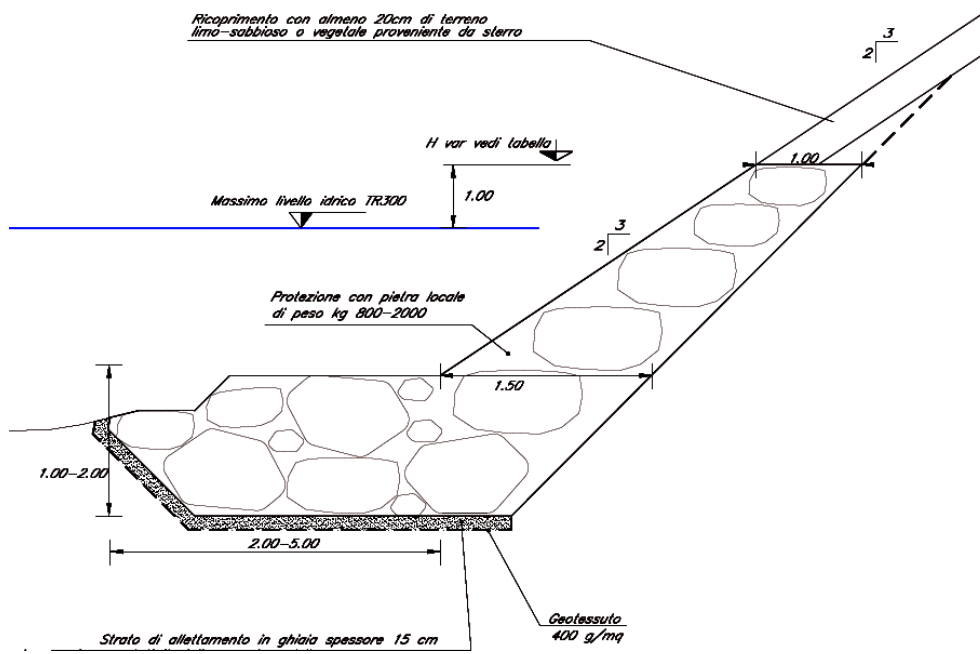 Ricoprimento con almeno 20cm di terreno
limo-sabbioso o vegetale proveniente da sterro
3
2
H var vedi tabella
1.00
1.00
Massimo livello idrico TR300
3
2
Protezione con pietra locale
di peso kg 800-2000
1.50
1.00-2.00
2.00-5.00
Geotessuto
400 g/mq
Strato di allettamento in ghiaia spessore 15 cm